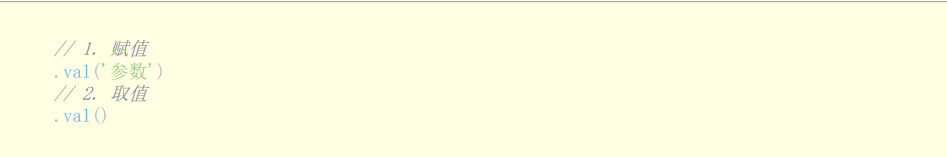 // 1. 赋值
.val('参数')
// 2. 取值
.val()